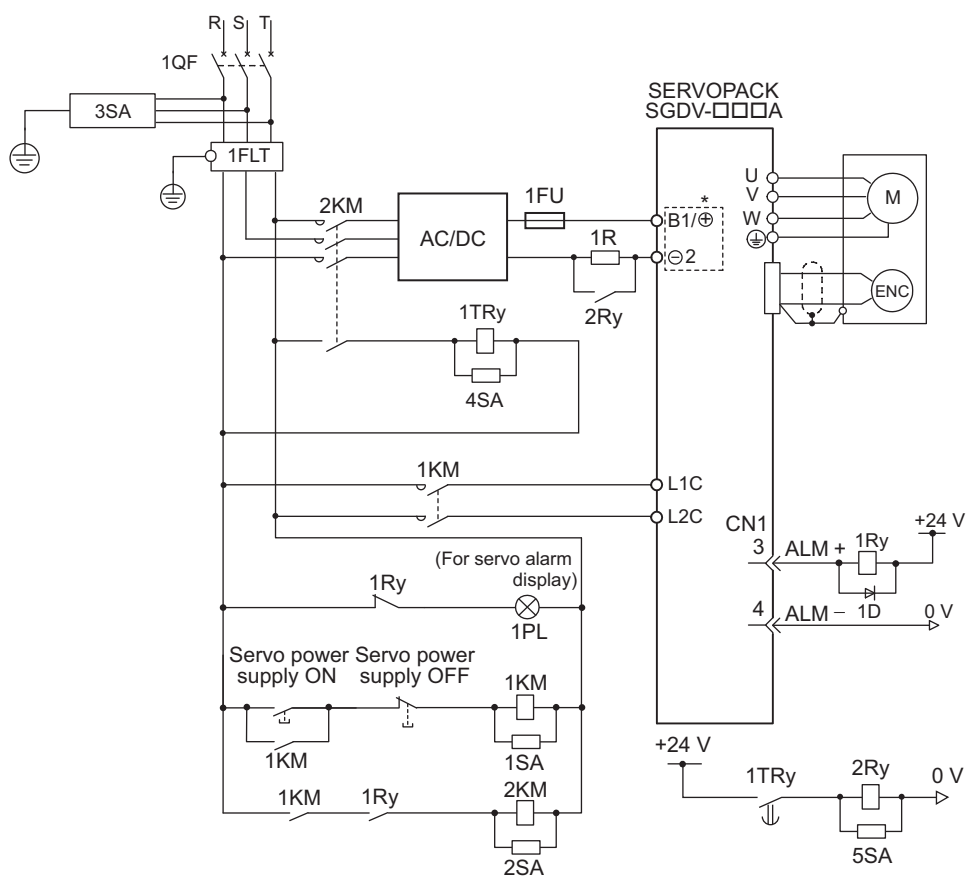 R S T
1QF
3SA
1FLT
SERVOPACK
SGDV-□□□A
2KM
AC/DC
1FU
*
B1/⊕
1R
⊖2
2Ry
U
V
W
M
ENC
1TRy
4SA
1KM
L1C
L2C
CN1
3
ALM +
1Ry
+24 V
1D
4
ALM −
0 V
(For servo alarm
display)
1Ry
1PL
Servo power
supply ON
Servo power
supply OFF
1KM
1KM
1SA
1KM
1Ry
2KM
2SA
+24 V
1TRy
2Ry
0 V
5SA